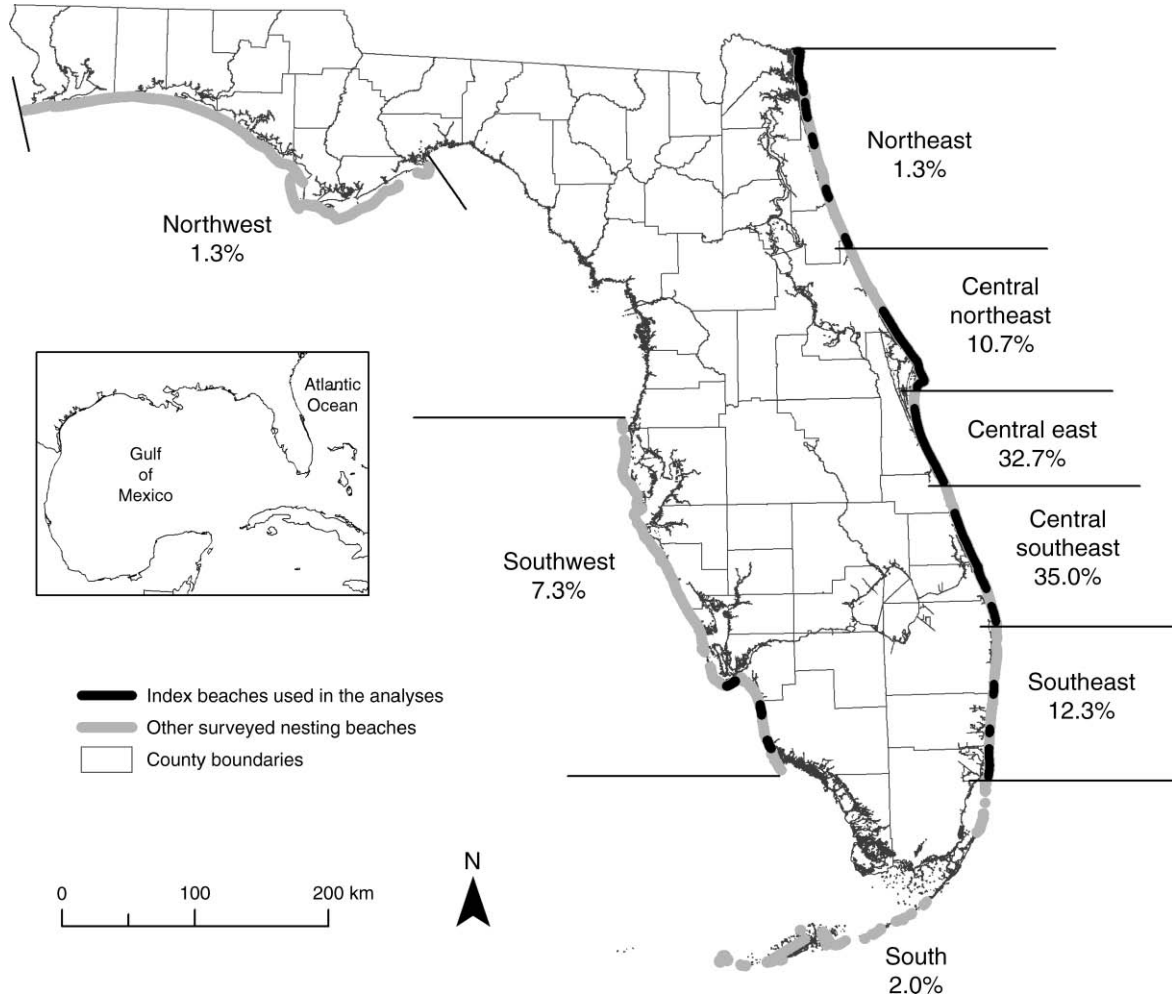 Northeast
1.3%
Northwest
1.3%
Central
northeast
10.7%
Atlantic
Ocean
Gulf
of
Mexico
Central east
32.7%
Central
southeast
35.0%
Southwest
7.3%
Southeast
12.3%
Index beaches used in the analyses
Other surveyed nesting beaches
County boundaries
N
0 100 200 km
South
2.0%